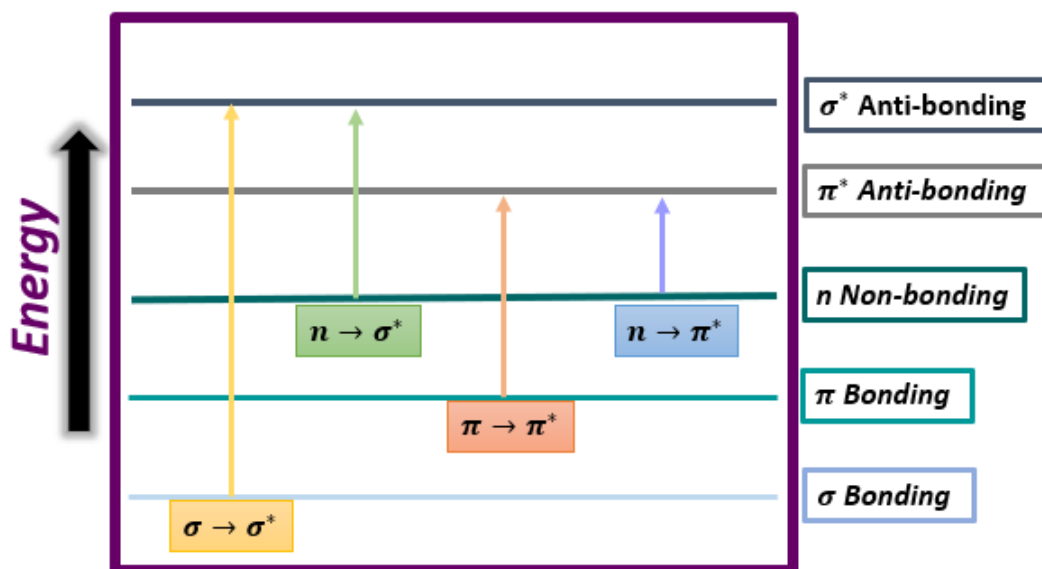 σ* Anti-bonding
π* Anti-bonding
Energy
n Non-bonding
n → σ*
n → π*
π Bonding
π → π*
σ Bonding
σ → σ*